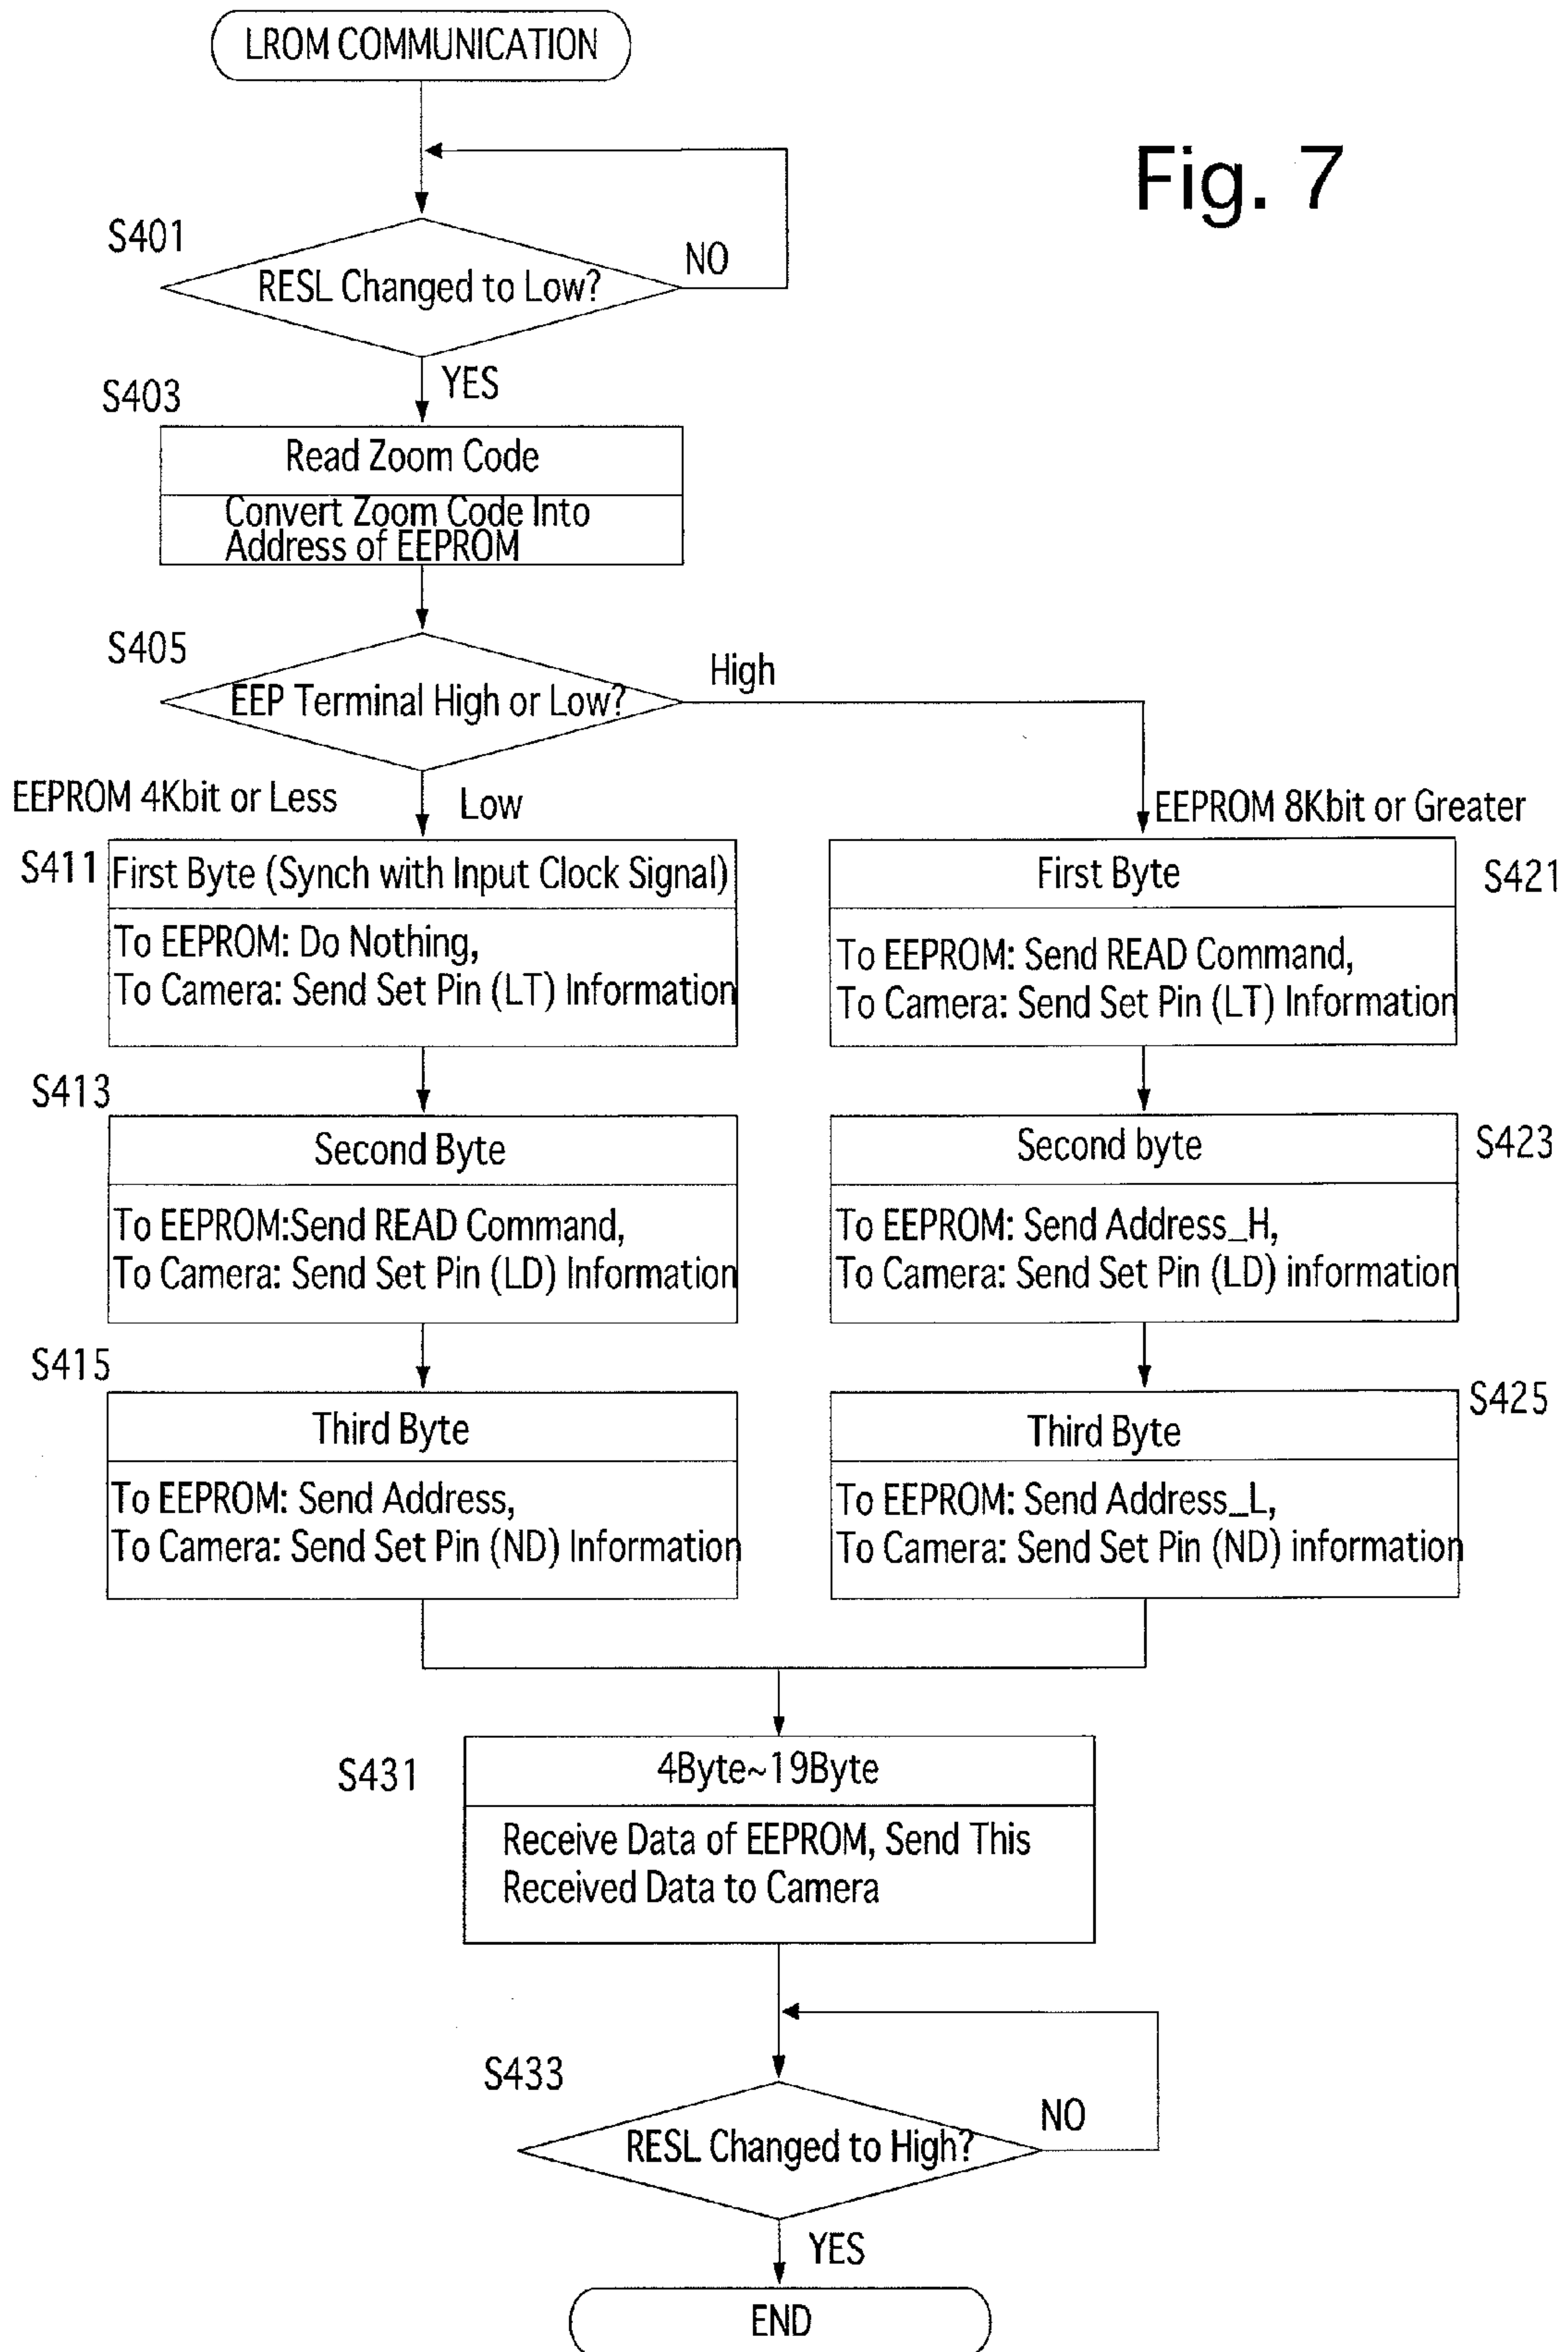 LROM COMMUNICATION
Fig. 7
S401
RESL Changed to Low?
NO
YES
S403
Read Zoom Code
Convert Zoom Code Into
Address of EEPROM
S405
EEP Terminal High or Low?
High
EEPROM 4Kbit or Less
Low
EEPROM 8Kbit or Greater
S411
First Byte (Synch with Input Clock Signal)
To EEPROM: Do Nothing,
To Camera: Send Set Pin (LT) Information
First Byte
S421
To EEPROM: Send READ Command,
To Camera: Send Set Pin (LT) Information
S413
Second Byte
To EEPROM:Send READ Command,
To Camera: Send Set Pin (LD) Information
Second byte
S423
To EEPROM: Send Address_H,
To Camera: Send Set Pin (LD) information
S415
Third Byte
To EEPROM: Send Address,
To Camera: Send Set Pin (ND) Information
Third Byte
S425
To EEPROM: Send Address_L,
To Camera: Send Set Pin (ND) information
S431
4Byte~19Byte
Receive Data of EEPROM, Send This
Received Data to Camera
S433
RESL Changed to High?
NO
YES
END